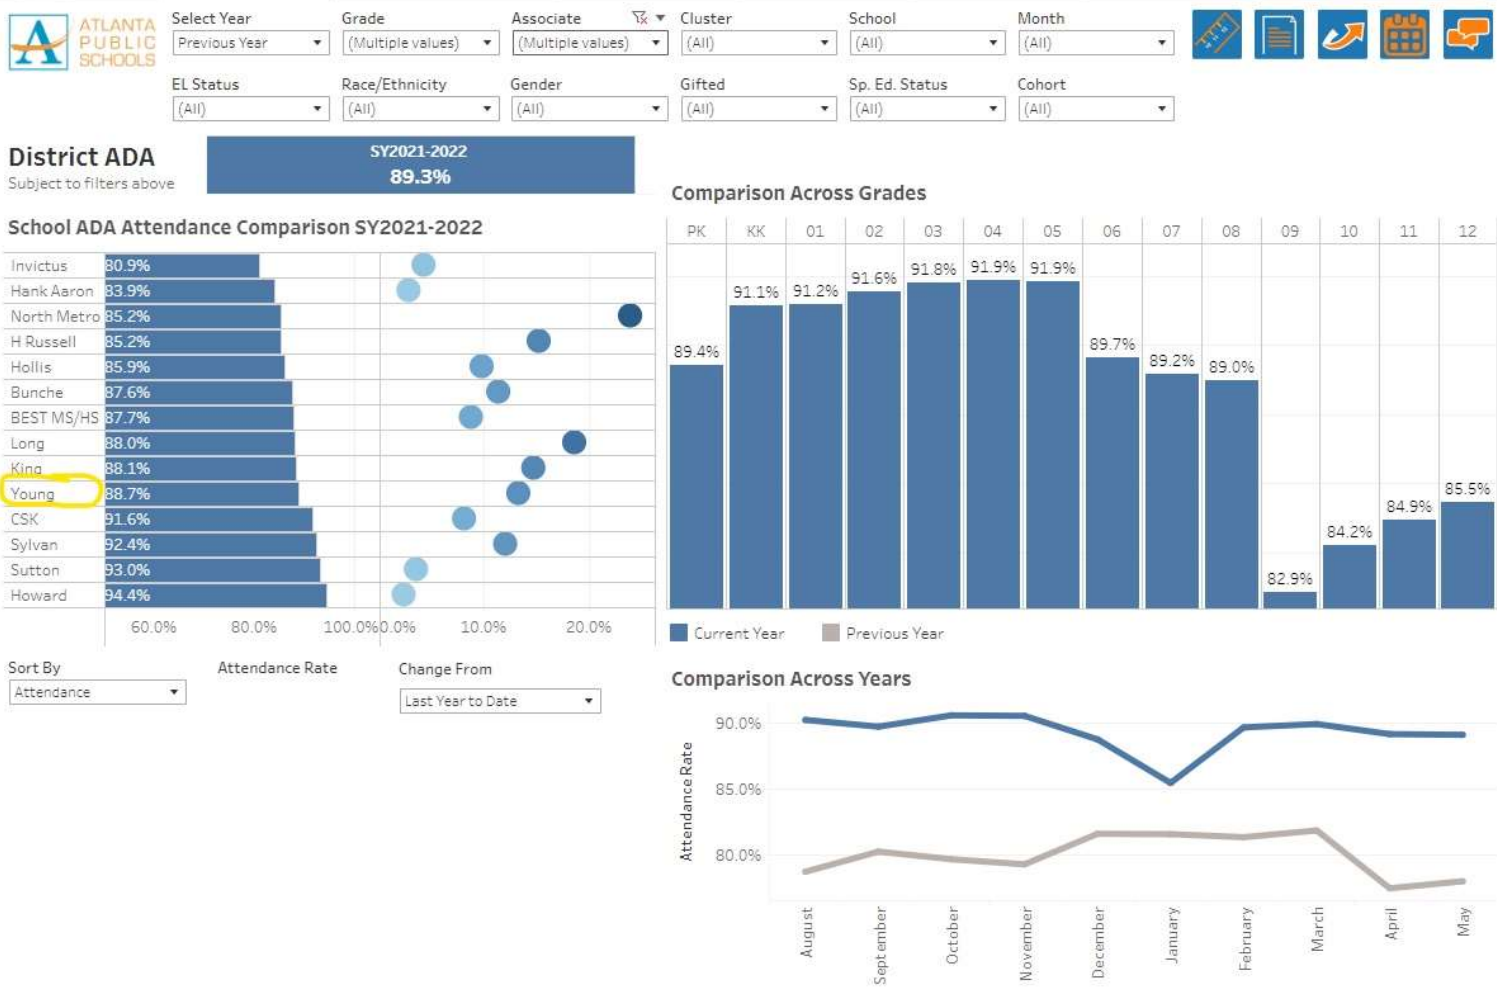 ATLANTA
PUBLIC
SCHOOLS
Select Year
Grade
Associate
Cluster
School
Month
Previous Year
(Multiple values)
(Multiple values)
(All)
(All)
(All)
EL Status
Race/Ethnicity
Gender
Gifted
Sp. Ed. Status
Cohort
(All)
(All)
(All)
(All)
(All)
(All)
District ADA
Subject to filters above
SY2021-2022
89.3%
School ADA Attendance Comparison SY2021-2022
Invictus 80.9%
Hank Aaron 83.9%
North Metro 85.2%
H Russell 85.2%
Hollis 85.9%
Bunche 87.6%
BEST MS/HS 87.7%
Long 88.0%
King 88.1%
Young 88.7%
CSK 91.6%
Sylvan 92.4%
Sutton 93.0%
Howard 94.4%
60.0% 80.0% 100.0% 0.0% 10.0% 20.0%
Sort By
Attendance
Attendance Rate
Change From
Last Year to Date
Comparison Across Grades
PK KK 01 02 03 04 05 06 07 08 09 10 11 12
89.4% 91.1% 91.2% 91.6% 91.8% 91.9% 91.9% 89.7% 89.2% 89.0% 82.9% 84.2% 84.9% 85.5%
Current Year Previous Year
Comparison Across Years
Attendance Rate
90.0%
85.0%
80.0%
August
September
October
November
December
January
February
March
April
May